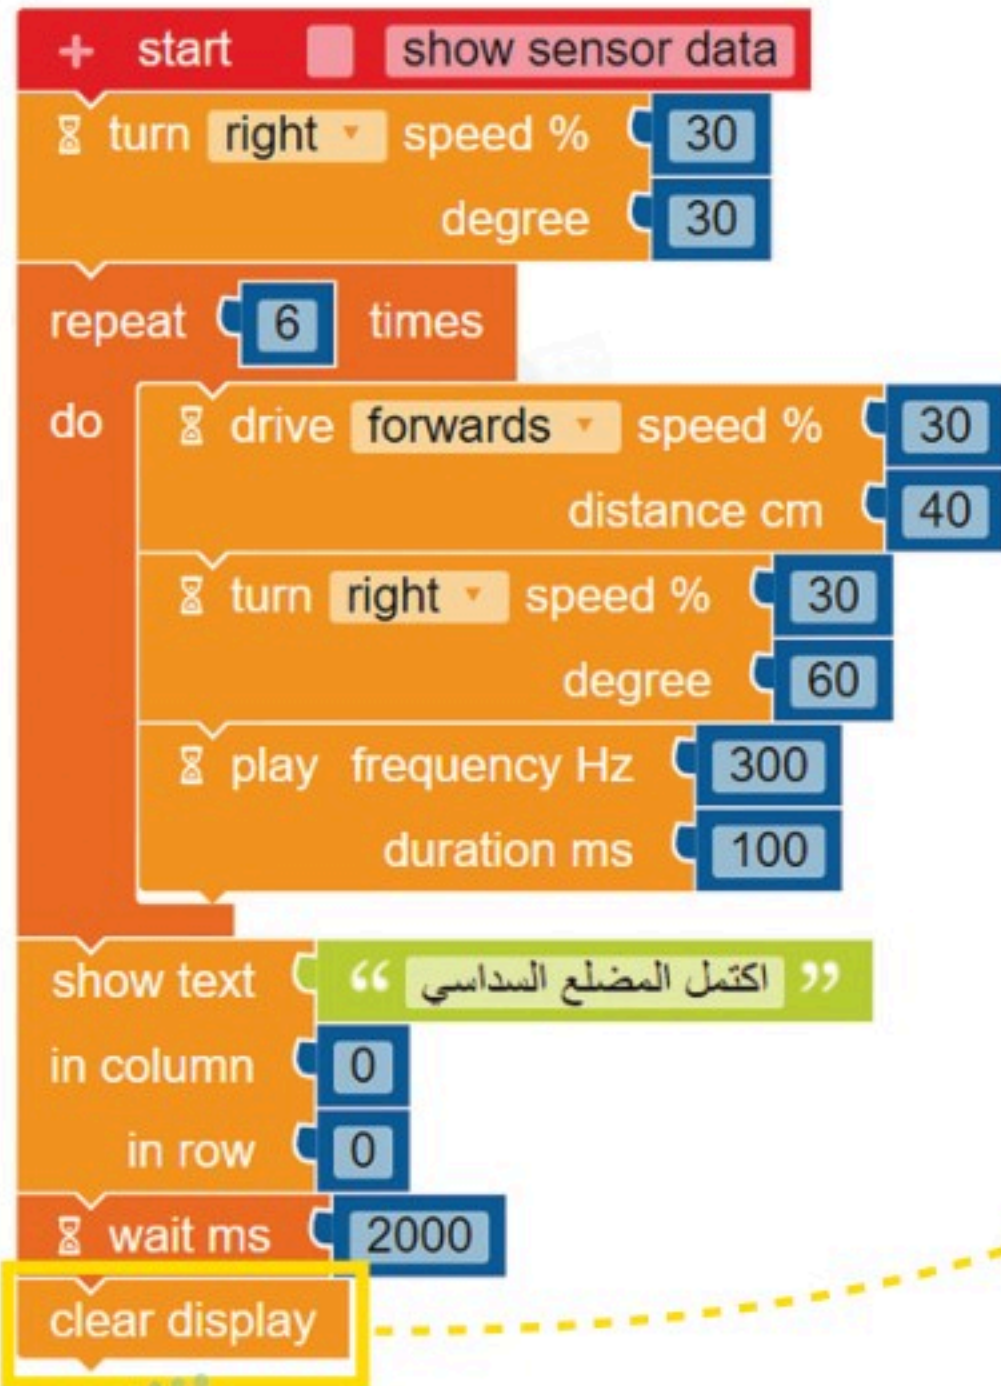 + start show sensor data
turn right speed % 30
degree 30
repeat 6 times
do drive forwards speed % 30
distance cm 40
turn right speed % 30
degree 60
play frequency Hz 300
duration ms 100
show text “ اكتمل المضلع السداسي ”
in column 0
in row 0
wait ms 2000
clear display